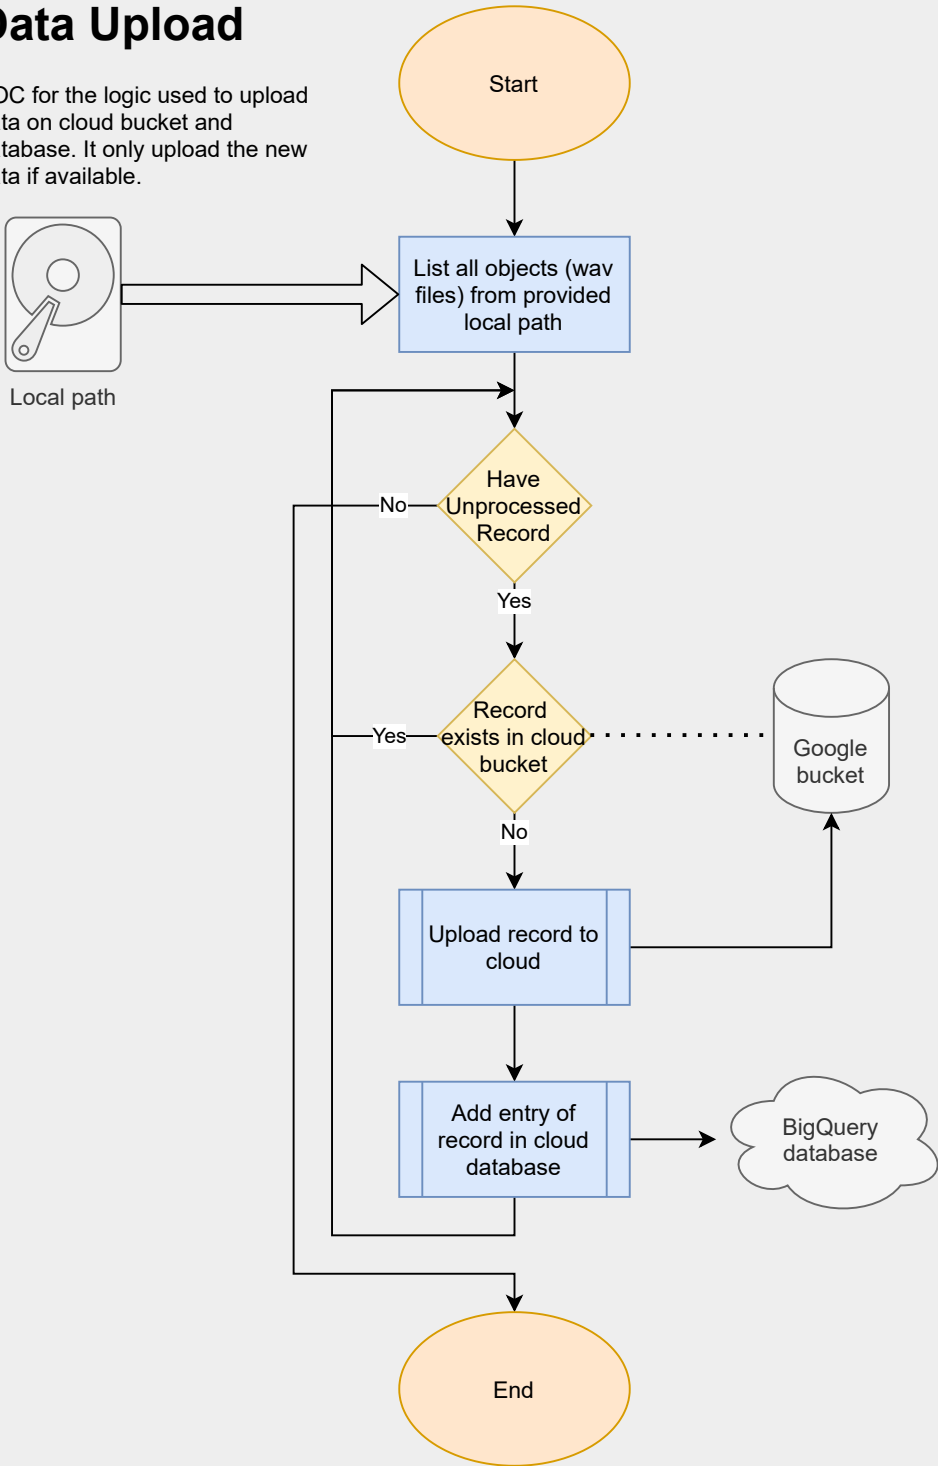 Data Upload
OC for the logic used to upload
ta on cloud bucket and
tabase. It only upload the new
ta if available.
Start
List all objects (wav
files) from provided
local path
Local path
Have
Unprocessed
Record
No
Yes
Record
exists in cloud
bucket
Yes
Google
bucket
No
Upload record to
cloud
Add entry of
record in cloud
database
BigQuery
database
End